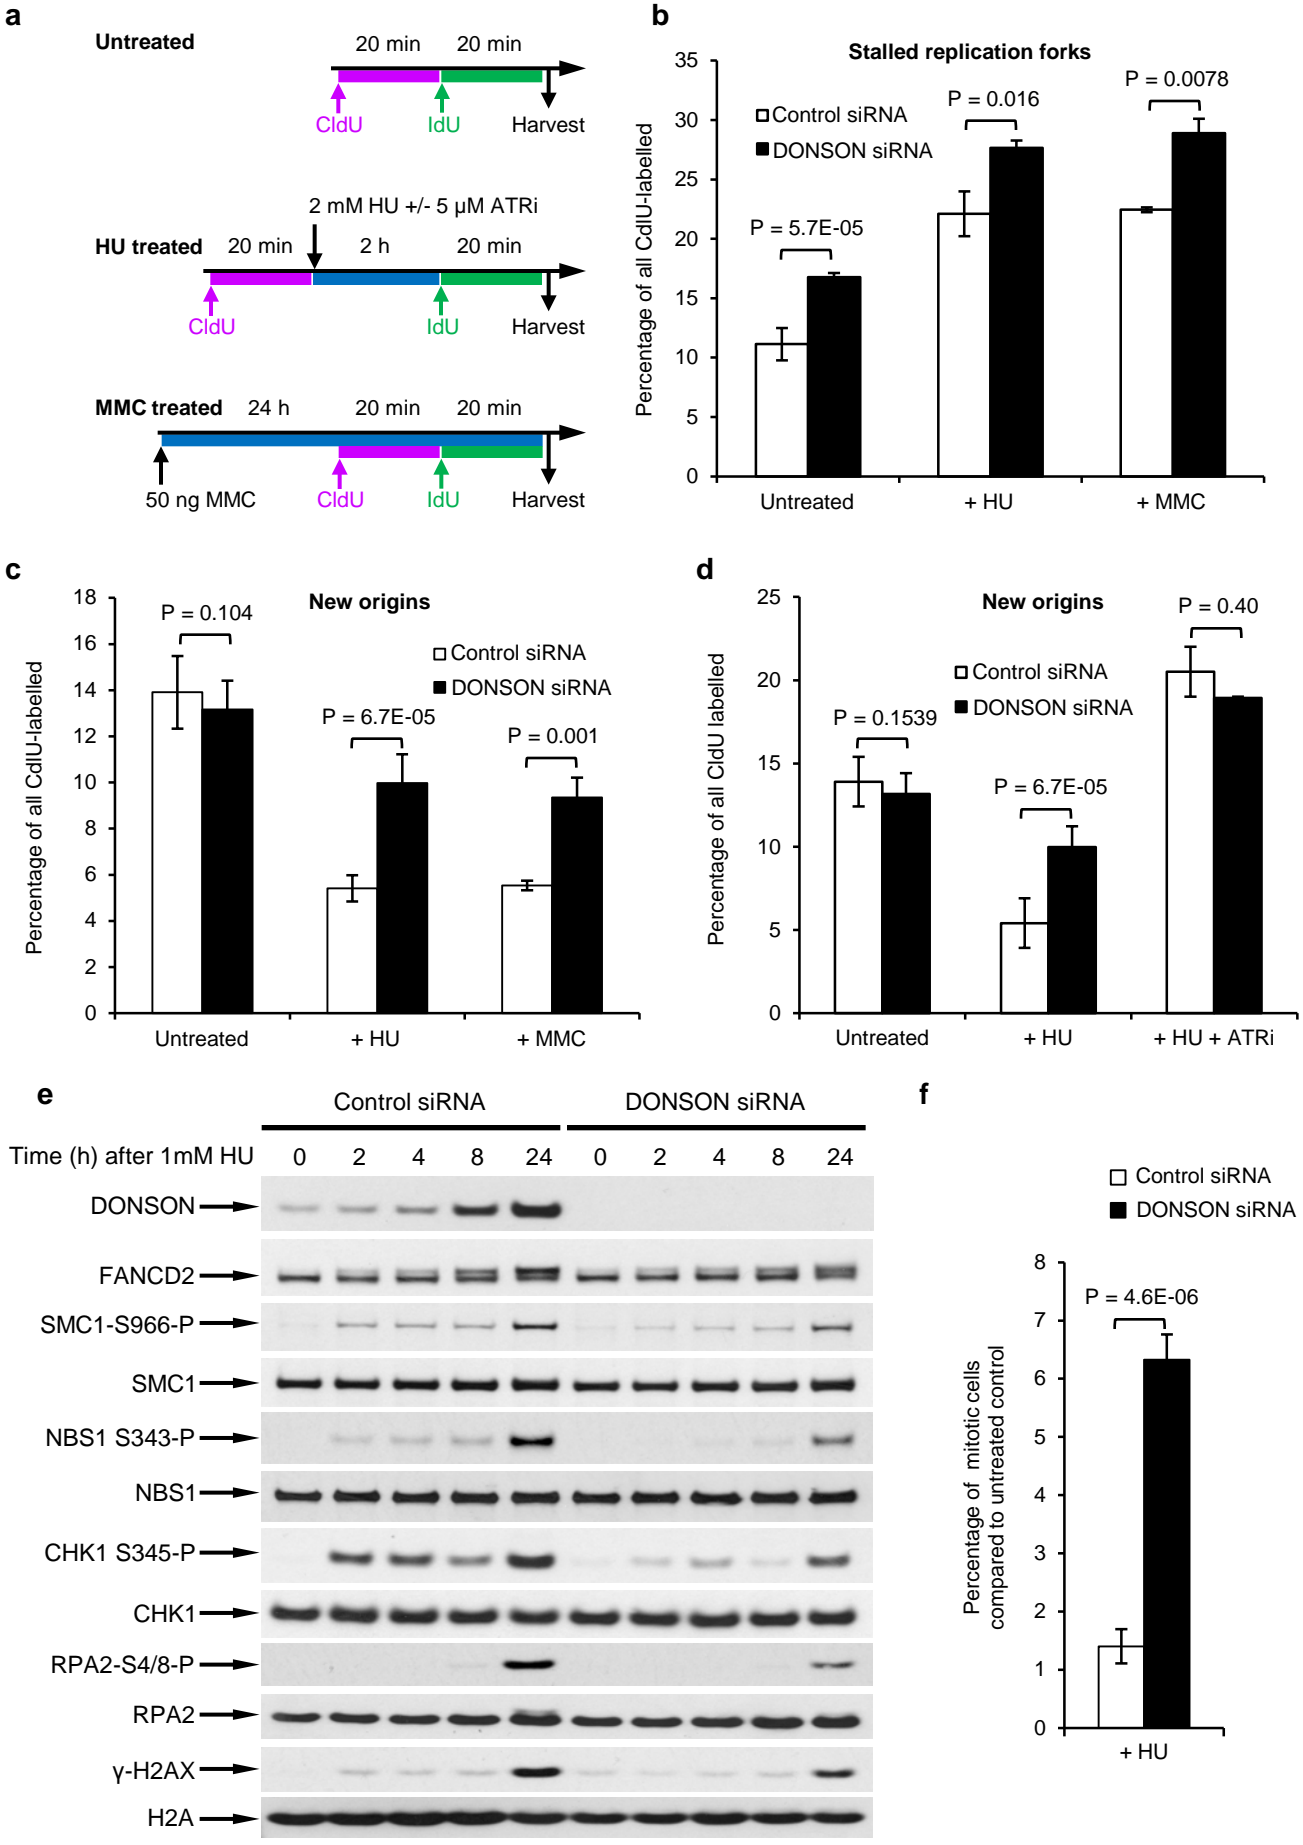 a
Untreated
20 min 20 min
CldU IdU Harvest
2 mM HU +/- 5 µM ATRi
HU treated 20 min 2 h 20 min
CldU IdU Harvest
MMC treated 24 h 20 min 20 min
50 ng MMC CldU IdU Harvest
b
Stalled replication forks
Percentage of all CdlU-labelled
35
30
25
20
15
10
5
0
Control siRNA
DONSON siRNA
P = 5.7E-05
P = 0.016
P = 0.0078
Untreated + HU + MMC
c
New origins
Percentage of all CdlU-labelled
18
16
14
12
10
8
6
4
2
0
Control siRNA
DONSON siRNA
P = 0.104
P = 6.7E-05
P = 0.001
Untreated + HU + MMC
d
New origins
Percentage of all CldU labelled
25
20
15
10
5
0
Control siRNA
DONSON siRNA
P = 0.1539
P = 6.7E-05
P = 0.40
Untreated + HU + HU + ATRi
e
Control siRNA DONSON siRNA
Time (h) after 1mM HU 0 2 4 8 24 0 2 4 8 24
DONSON
FANCD2
SMC1-S966-P
SMC1
NBS1 S343-P
NBS1
CHK1 S345-P
CHK1
RPA2-S4/8-P
RPA2
γ-H2AX
H2A
f
Control siRNA
DONSON siRNA
Percentage of mitotic cells
compared to untreated control
8
7
6
5
4
3
2
1
0
P = 4.6E-06
+ HU